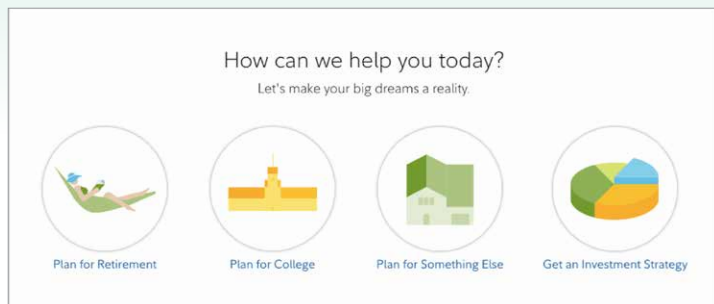 How can we help you today?
Let's make your big dreams a reality.
Plan for Retirement
Plan for College
Plan for Something Else
Get an Investment Strategy